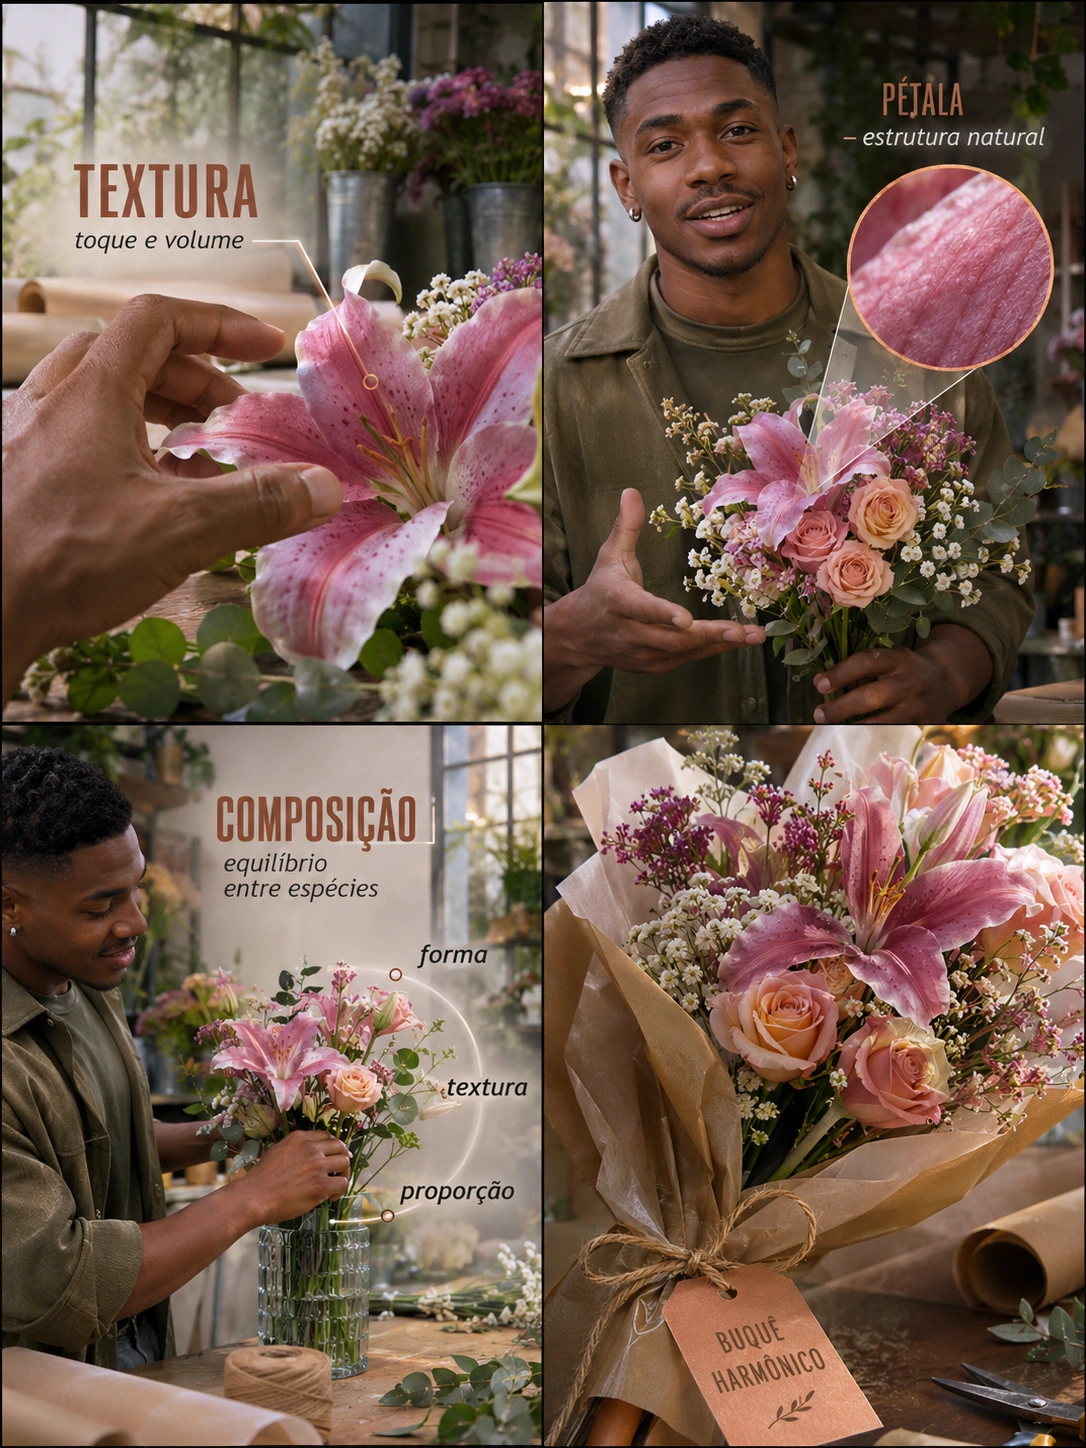 TEXTURA
toque e volume
PÉTALA
– estrutura natural
COMPOSIÇÃO
equilíbrio
entre espécies
forma
textura
proporção
BUQUÊ
HARMÔNICO